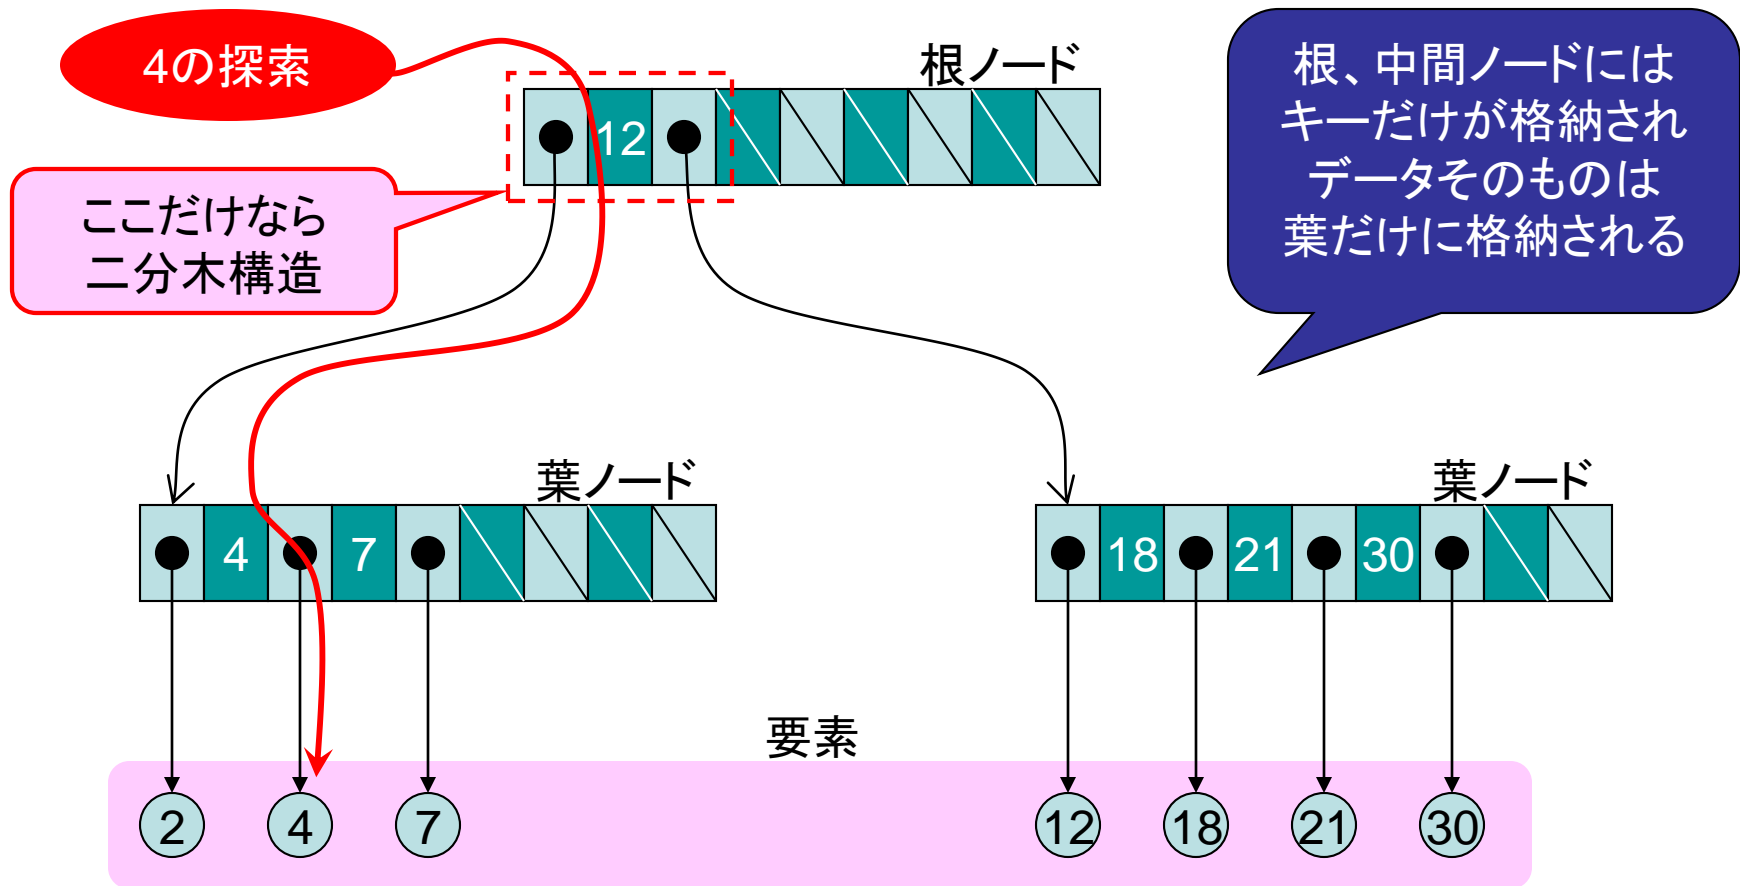 4の探索
根ノード
根、中間ノードには
キーだけが格納され
データそのものは
葉だけに格納される
12
ここだけなら
二分木構造
葉ノード
葉ノード
4 7
18 21 30
要素
2 4 7 12 18 21 30